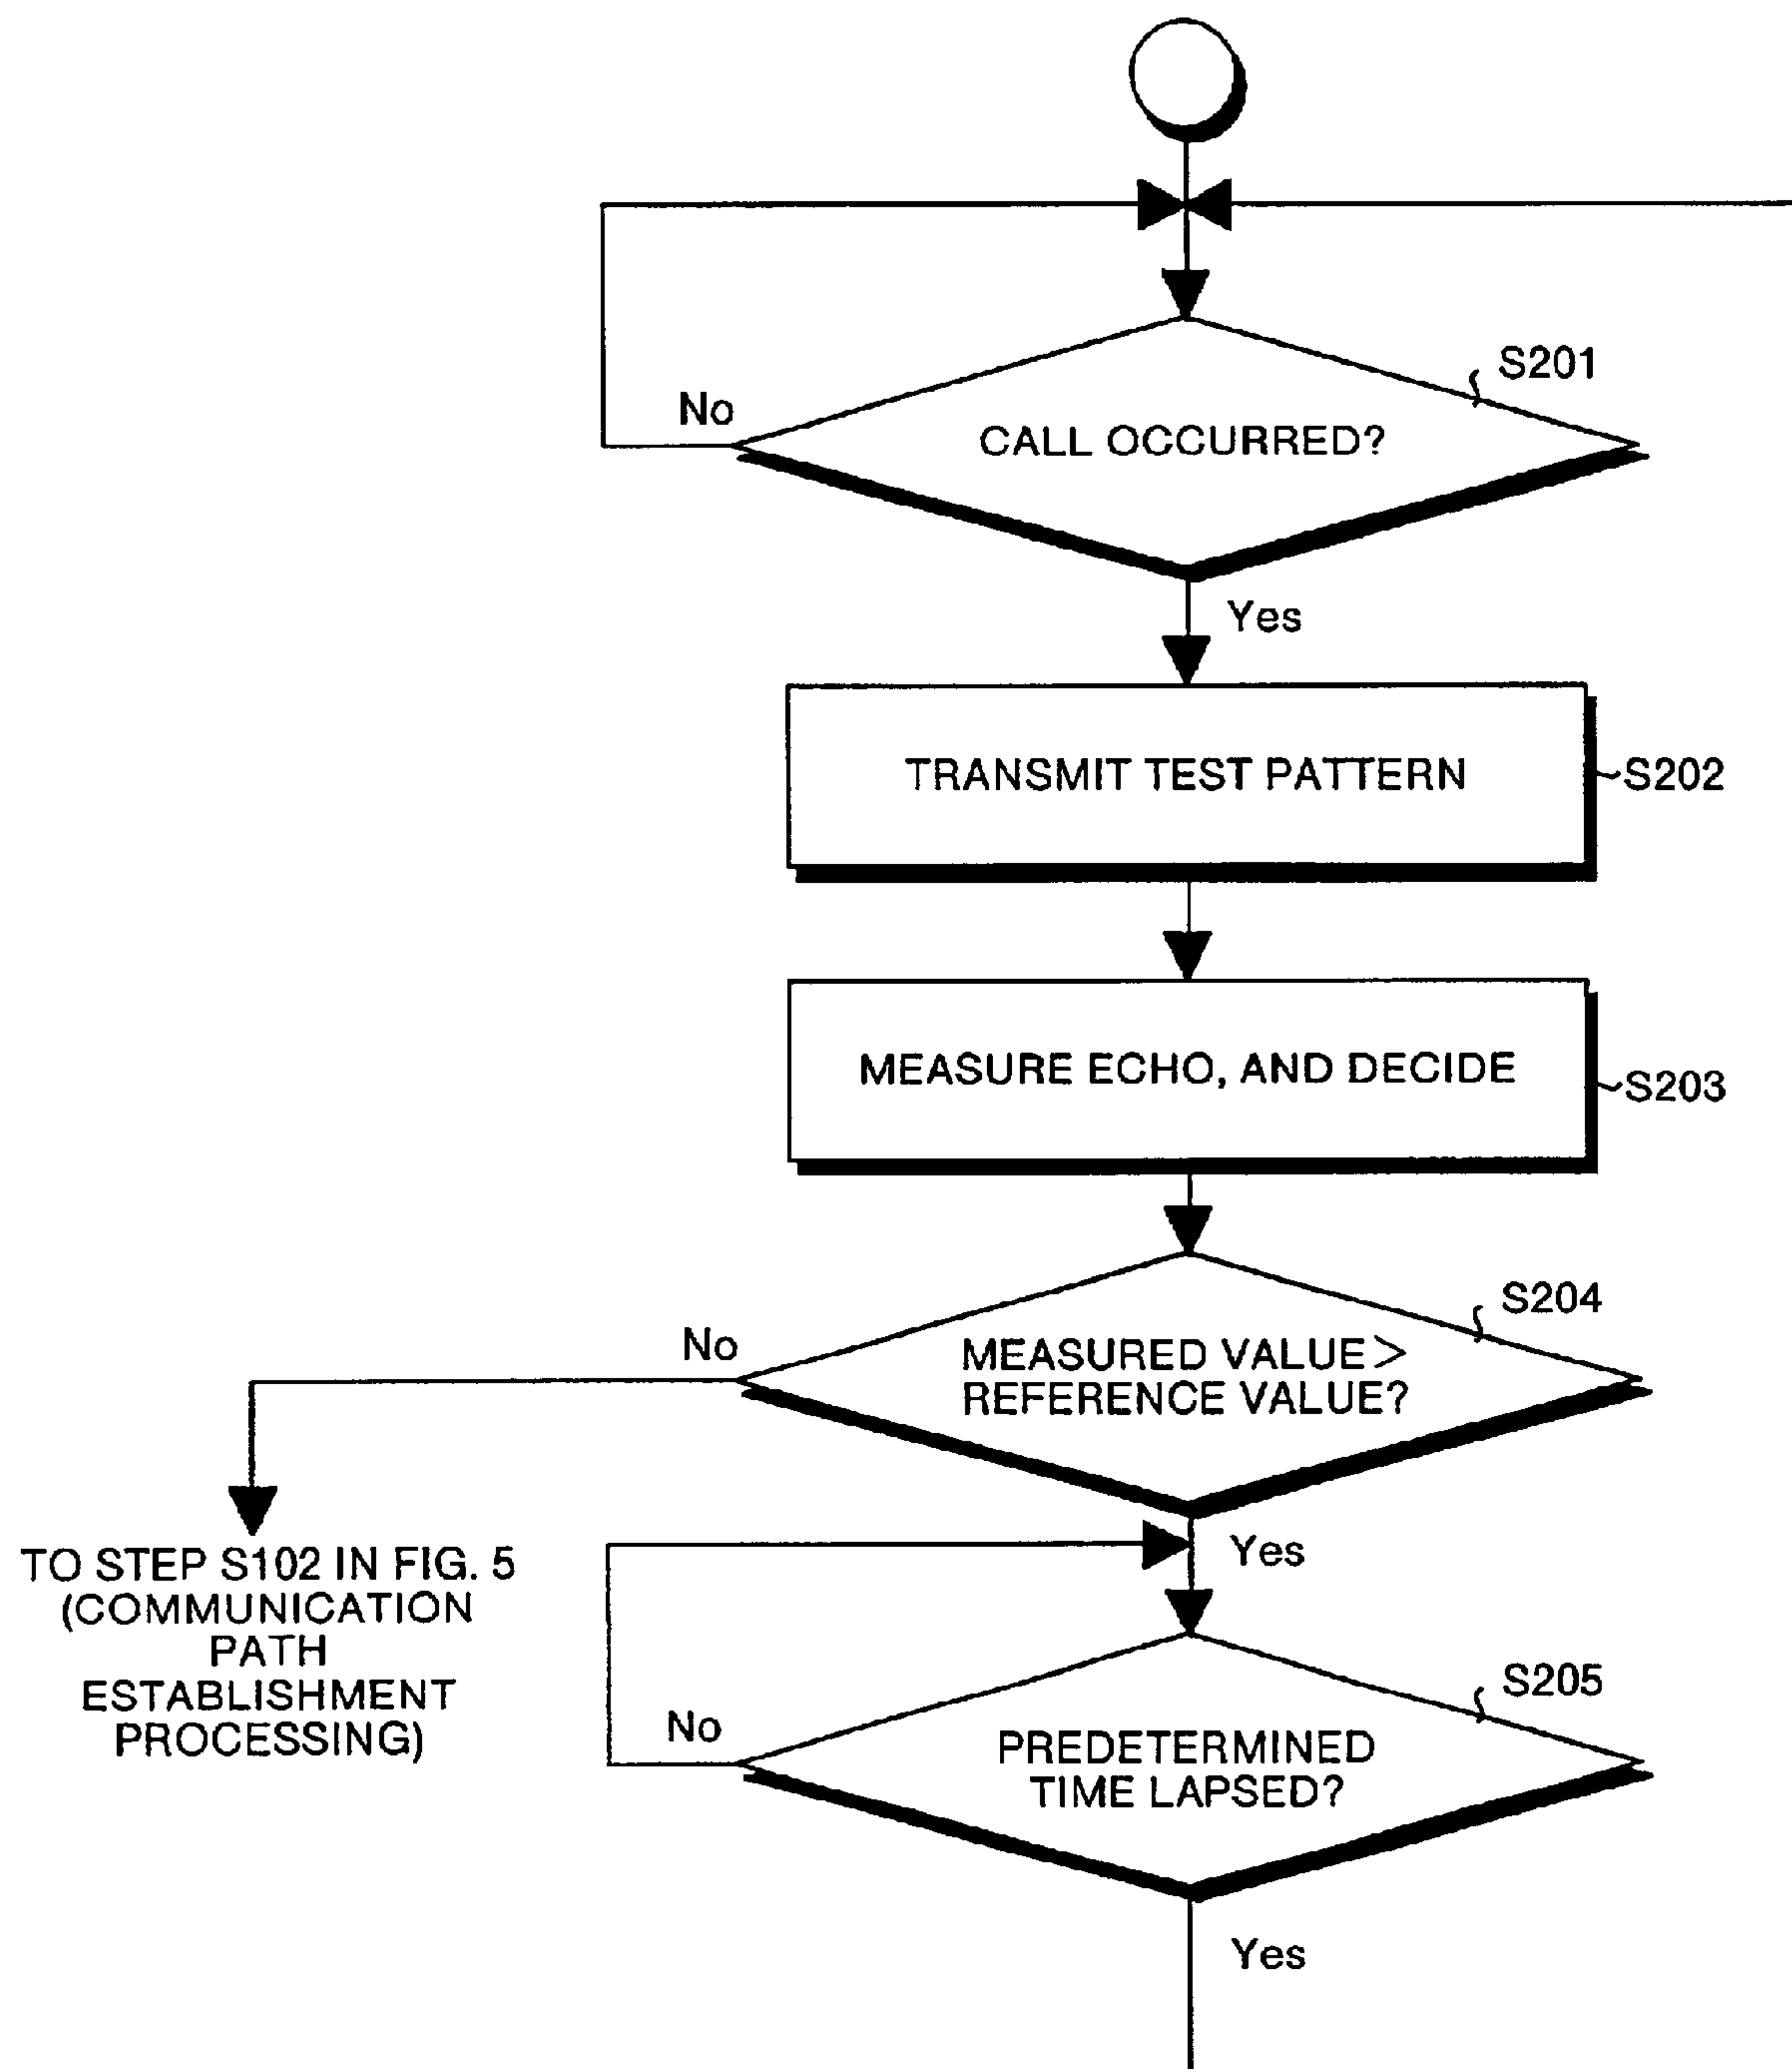 S201
No
CALL OCCURRED?
Yes
TRANSMIT TEST PATTERN
S202
MEASURE ECHO, AND DECIDE
S203
S204
No
MEASURED VALUE >
REFERENCE VALUE?
Yes
TO STEP S102 IN FIG. 5
(COMMUNICATION
PATH
ESTABLISHMENT
PROCESSING)
S205
No
PREDETERMINED
TIME LAPSED?
Yes